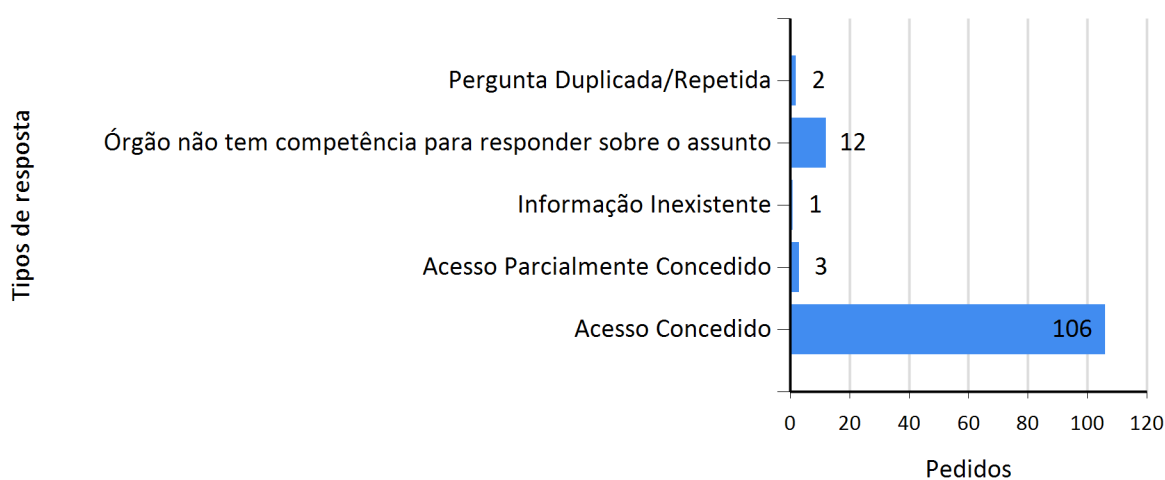 Tipos de resposta
Pergunta Duplicada/Repetida 2
Órgão não tem competência para responder sobre o assunto 12
Informação Inexistente 1
Acesso Parcialmente Concedido 3
Acesso Concedido 106
0 20 40 60 80 100 120
Pedidos